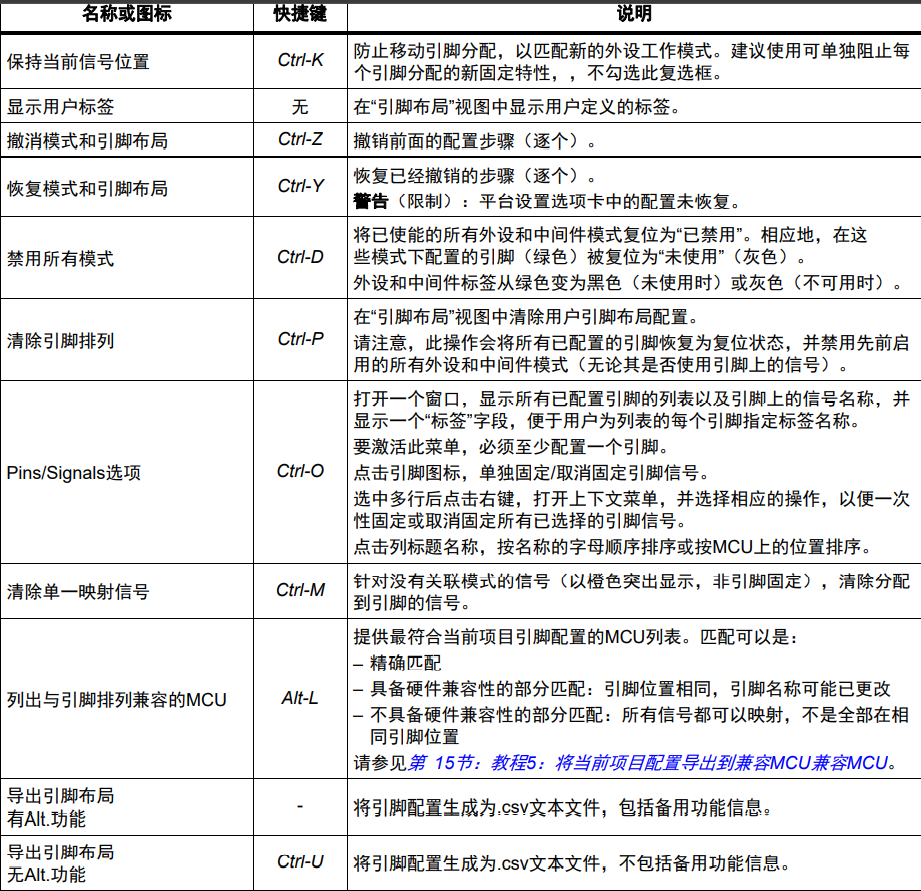 名称或图标 快捷键 说明
保持当前信号位置 Ctrl-K 防止移动引脚分配，以匹配新的外设工作模式。建议使用可单独阻止每
个引脚分配的新固定特性，，不勾选此复选框。
显示用户标签 无 在“引脚布局”视图中显示用户定义的标签。
撤消模式和引脚布局 Ctrl-Z 撤销前面的配置步骤（逐个）。
恢复模式和引脚布局 Ctrl-Y 恢复已经撤销的步骤（逐个）。
警告（限制）：平台设置选项卡中的配置未恢复。
禁用所有模式 Ctrl-D 将已使能的所有外设和中间件模式复位为“已禁用”。相应地，在这
些模式下配置的引脚（绿色）被复位为“未使用”（灰色）。
外设和中间件标签从绿色变为黑色（未使用时）或灰色（不可用时）。
清除引脚排列 Ctrl-P 在“引脚布局”视图中清除用户引脚布局配置。
请注意，此操作会将所有已配置的引脚恢复为复位状态，并禁用先前启
用的所有外设和中间件模式（无论其是否使用引脚上的信号）。
Pins/Signals选项 Ctrl-O 打开一个窗口，显示所有已配置引脚的列表以及引脚上的信号名称，并
显示一个“标签”字段，便于用户为列表的每个引脚指定标签名称。
要激活此菜单，必须至少配置一个引脚。
点击引脚图标，单独固定/取消固定引脚信号。
选中多行后点击右键，打开上下文菜单，并选择相应的操作，以便一次
性固定或取消固定所有已选择的引脚信号。
点击列标题名称，按名称的字母顺序排序或按MCU上的位置排序。
清除单一映射信号 Ctrl-M 针对没有关联模式的信号（以橙色突出显示，非引脚固定），清除分配
到引脚的信号。
列出与引脚排列兼容的MCU Alt-L 提供最符合当前项目引脚配置的MCU列表。匹配可以是：
– 精确匹配
– 具备硬件兼容性的部分匹配：引脚位置相同，引脚名称可能已更改
– 不具备硬件兼容性的部分匹配：所有信号都可以映射，不是全部在相
同引脚位置
请参见第 15节：教程5：将当前项目配置导出到兼容MCU兼容MCU。
导出引脚布局
有Alt.功能 - 将引脚配置生成为.csv文本文件，包括备用功能信息。
导出引脚布局
无Alt.功能 Ctrl-U 将引脚配置生成为.csv文本文件，不包括备用功能信息。